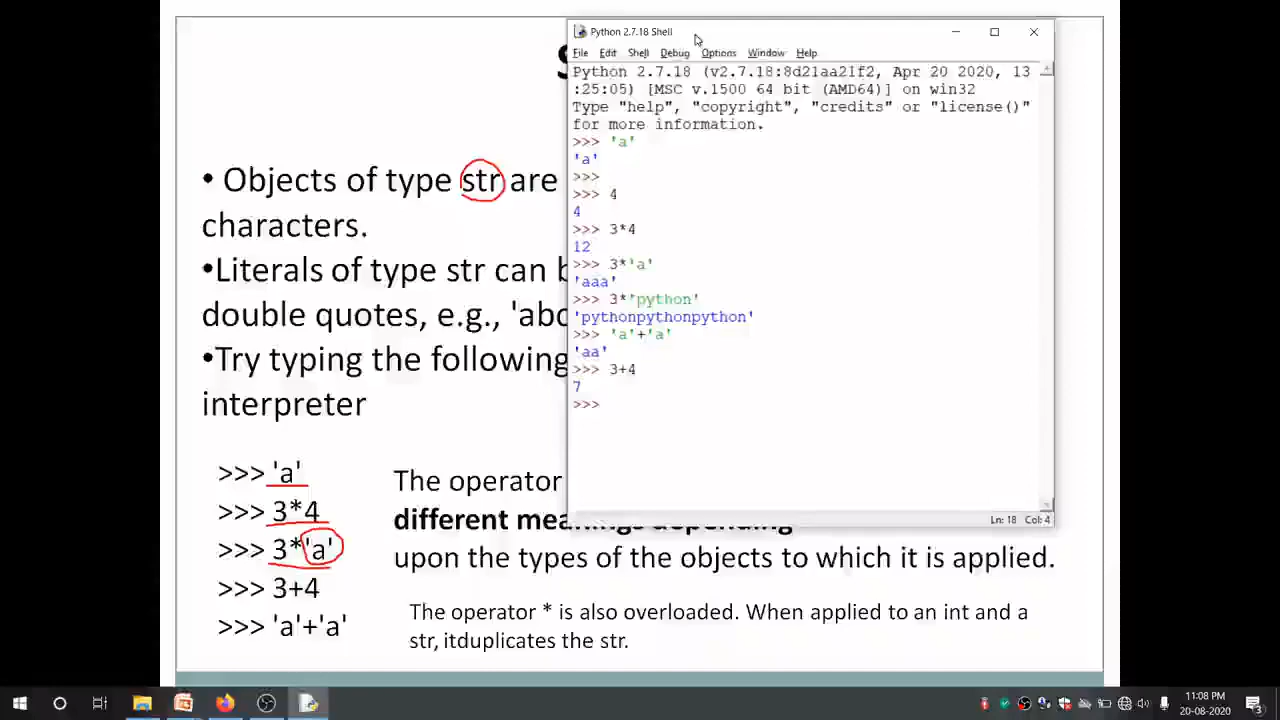 Python 2.7.18 Shell
File Edit Shell Debug Options Window Help
Python 2.7.18 (v2.7.18:8d21aa21f2, Apr 20 2020, 13
:25:05) [MSC v.1500 64 bit (AMD64)] on win32
Type "help", "copyright", "credits" or "license()"
for more information.
>>> 'a'
'a'
>>>
>>> 4
4
>>> 3*4
12
>>> 3*'a'
'aaa'
>>> 3*'python'
'pythonpythonpython'
>>> 'a'+'a'
'aa'
>>> 3+4
7
>>>
Ln: 18 Col: 4
S
• Objects of type str are
characters.
•Literals of type str can b
double quotes, e.g., 'abc
•Try typing the following
interpreter
>>> 'a'
>>> 3*4
>>> 3*'a'
>>> 3+4
>>> 'a'+'a'
The operator
different meanings depending
upon the types of the objects to which it is applied.
The operator * is also overloaded. When applied to an int and a
str, itduplicates the str.
11:08 PM
20-08-2020
3